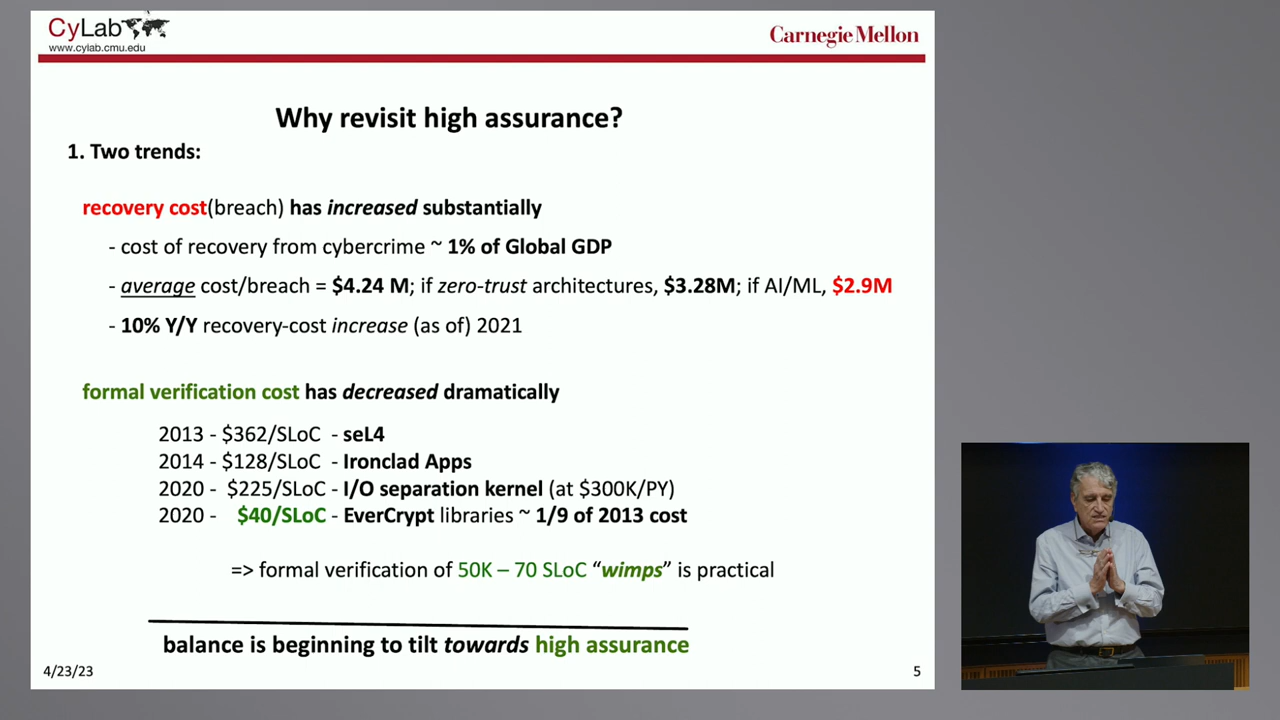 CyLab
www.cylab.cmu.edu
Carnegie Mellon
Why revisit high assurance?
1. Two trends:
recovery cost(breach) has increased substantially
- cost of recovery from cybercrime ~ 1% of Global GDP
- average cost/breach = $4.24 M; if zero-trust architectures, $3.28M; if AI/ML, $2.9M
- 10% Y/Y recovery-cost increase (as of) 2021
formal verification cost has decreased dramatically
2013 - $362/SLoC - seL4
2014 - $128/SLoC - Ironclad Apps
2020 - $225/SLoC - I/O separation kernel (at $300K/PY)
2020 - $40/SLoC - EverCrypt libraries ~ 1/9 of 2013 cost
=> formal verification of 50K – 70 SLoC “wimps” is practical
balance is beginning to tilt towards high assurance
4/23/23
5